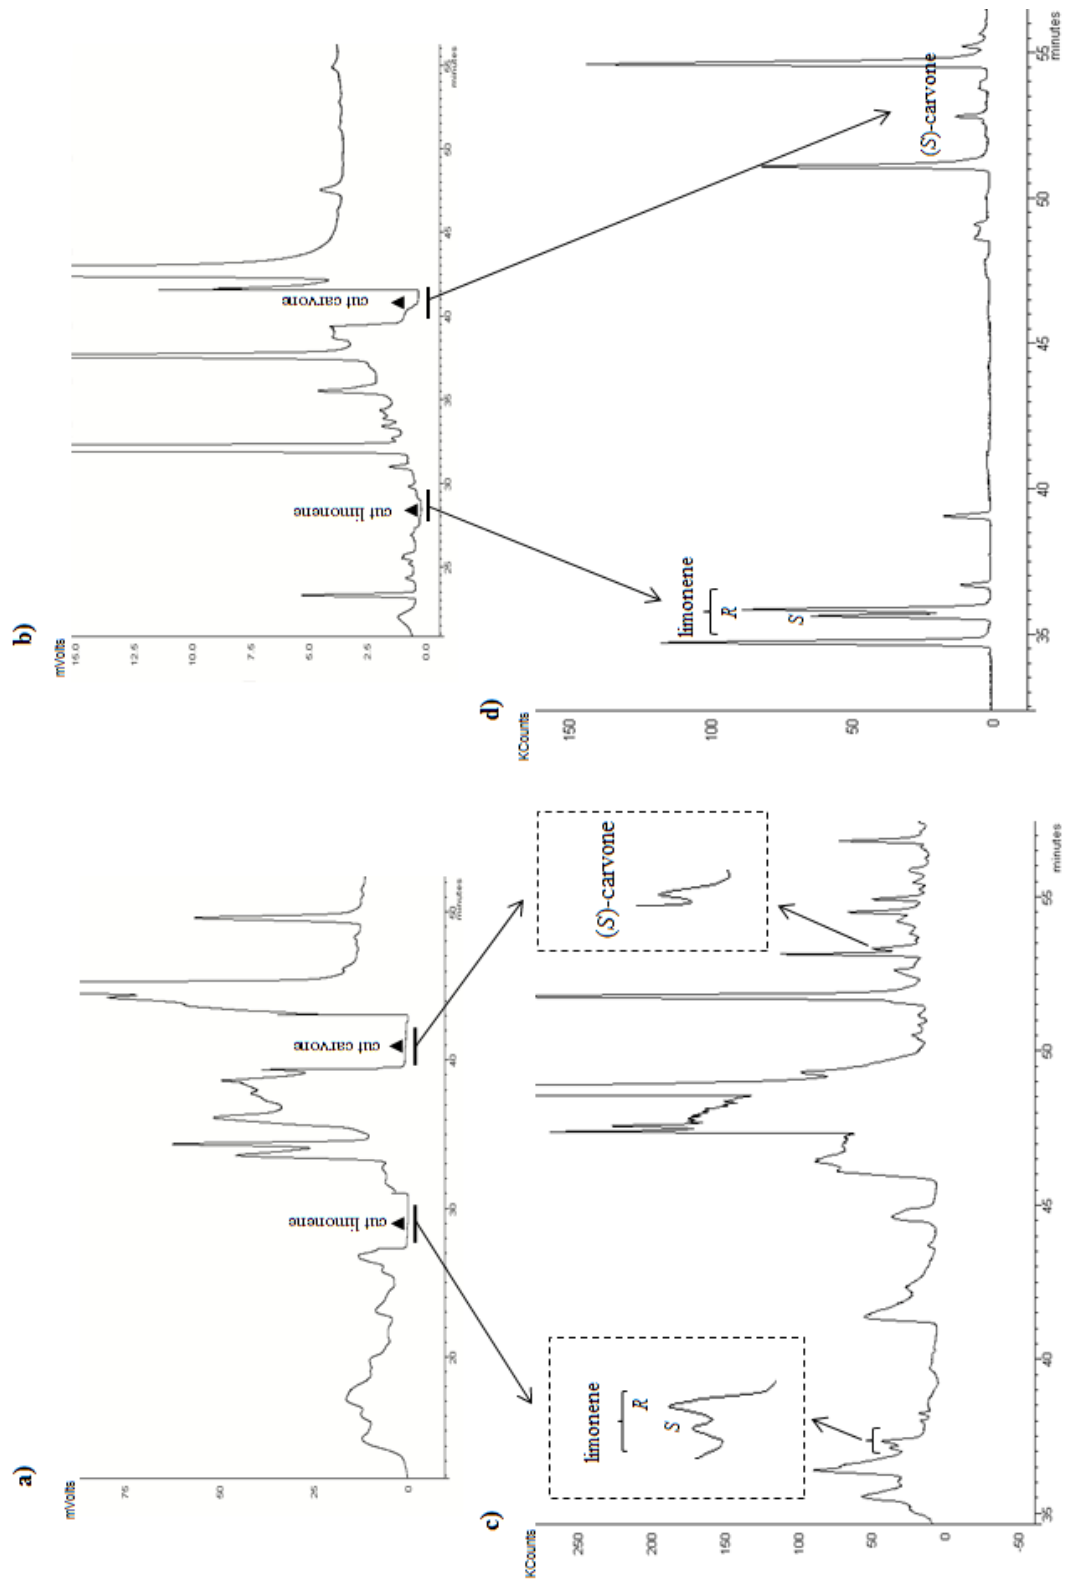 a)
mVolts
75
50
25
0
20
30
40
50
minutes
cut limonene
cut carvone
b)
mVolts
15.0
12.5
10.0
7.5
5.0
2.5
0.0
25
30
35
40
45
50
55
minutes
cut limonene
cut carvone
c)
KCounts
250
200
150
100
50
0
-50
35
40
45
50
55
minutes
limonene
R
S
(S)-carvone
d)
KCounts
150
100
50
0
35
40
45
50
55
minutes
limonene
R
S
(S)-carvone